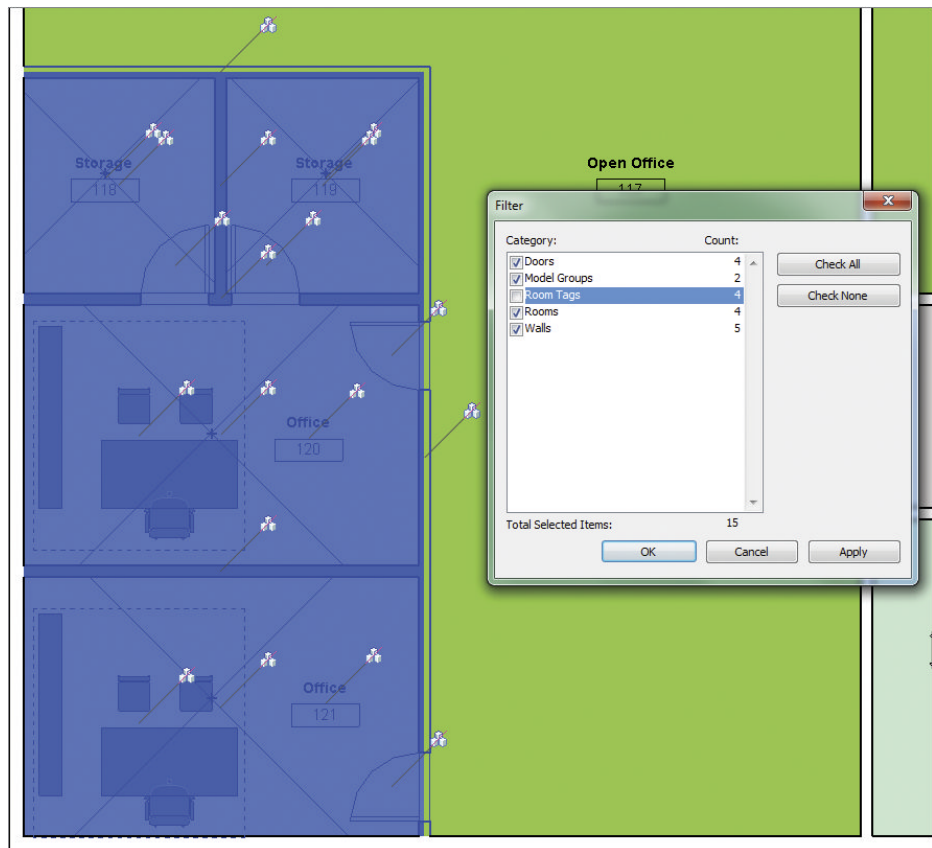 Storage
118
Storage
119
Open Office
117
Office
120
Office
121
Filter
Category: Count:
Doors 4
Model Groups 2
Room Tags 4
Rooms 4
Walls 5
Check All
Check None
Total Selected Items: 15
OK Cancel Apply